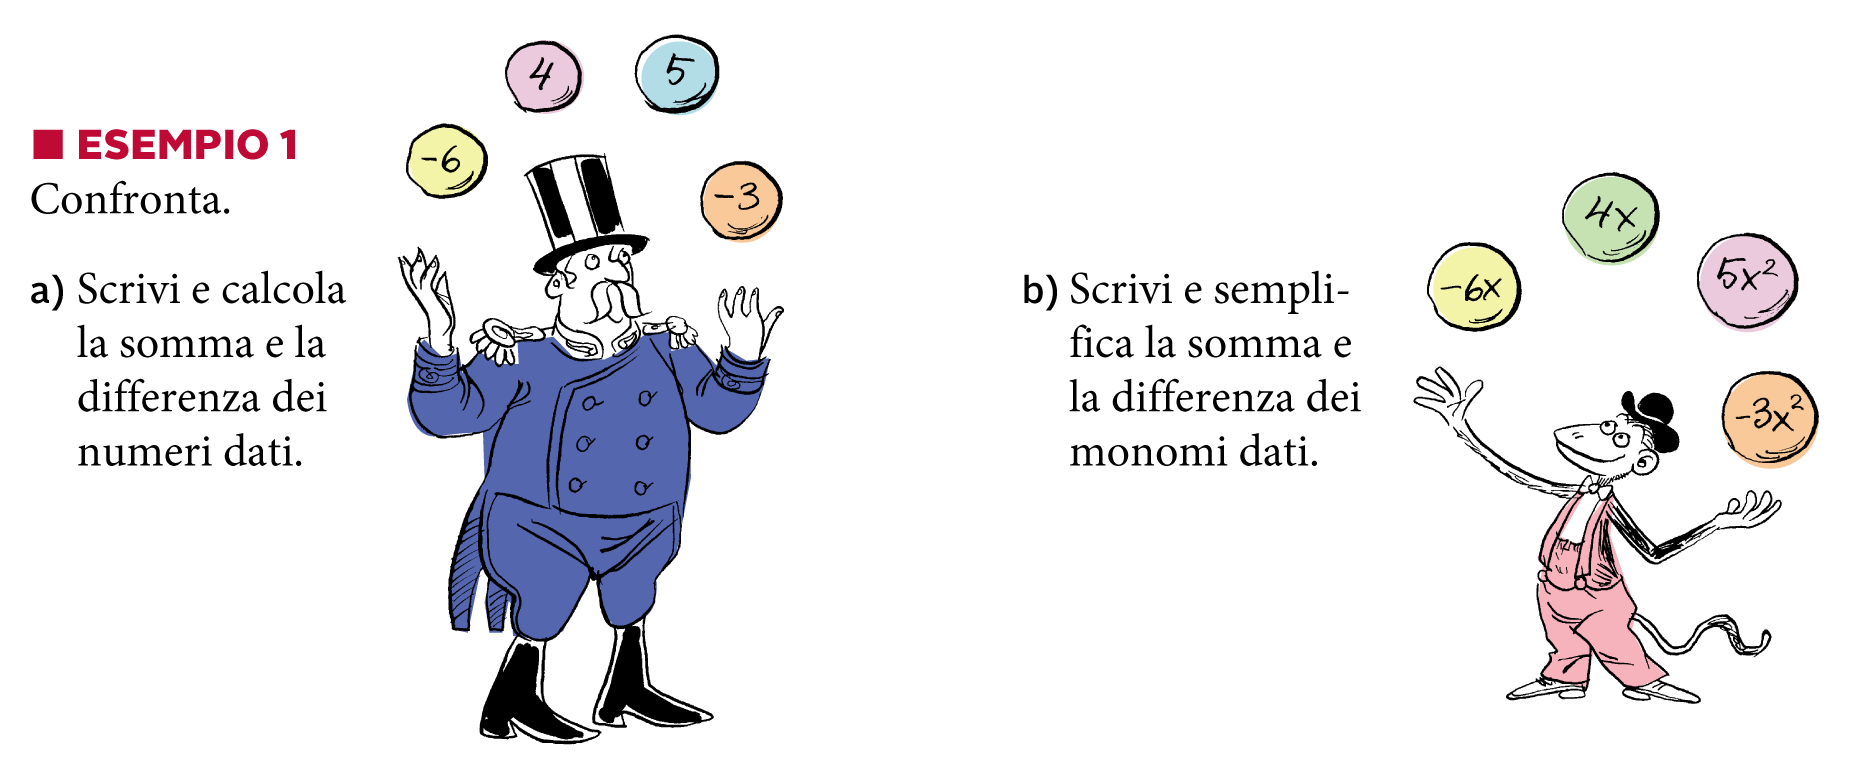 ■ ESEMPIO 1
Confronta.
a) Scrivi e calcola
la somma e la
differenza dei
numeri dati.
-6
4
5
-3
b) Scrivi e sempli-
fica la somma e
la differenza dei
monomi dati.
-6x
4x
5x²
-3x²